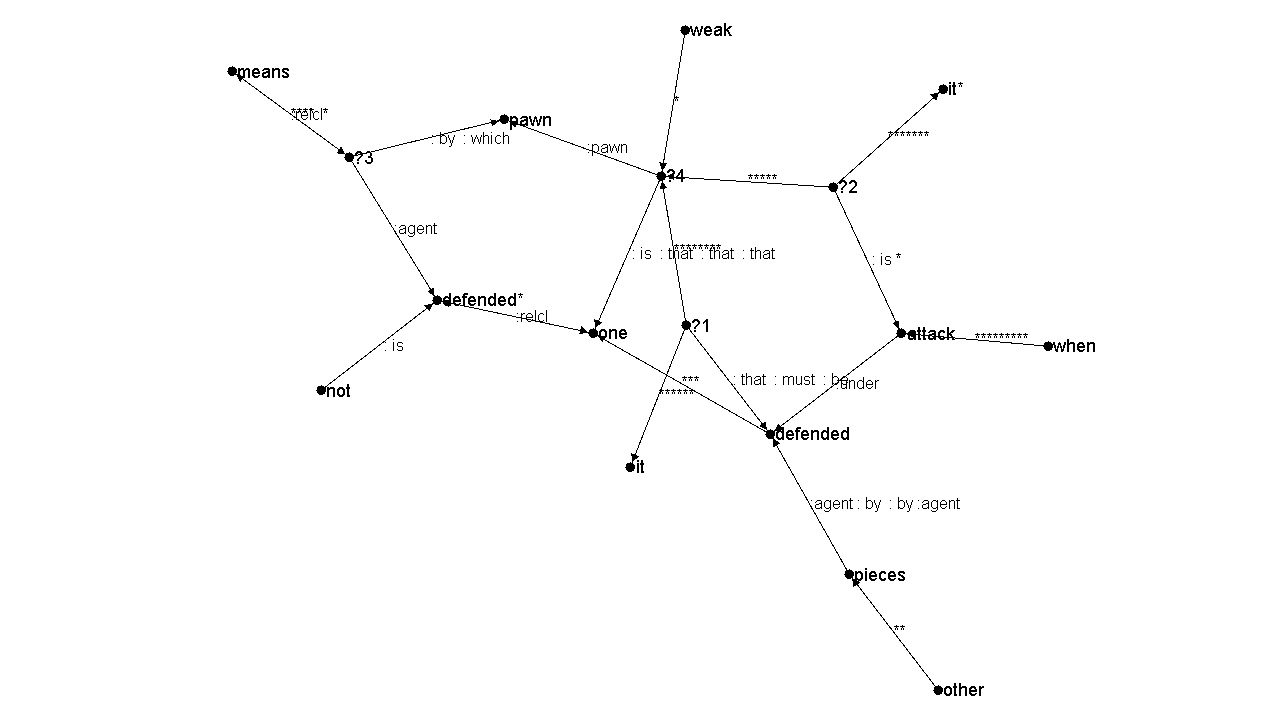 weak
means
it*
:relcl*
*
pawn
*******
: by : which
:pawn
?3
?4
*****
?2
:agent
********
: is : that : that : that
: is *
defended*
:relcl
one
?1
attack
*********
when
: is
***
: that : must : be
:under
not
******
defended
it
:agent : by : by :agent
pieces
**
other